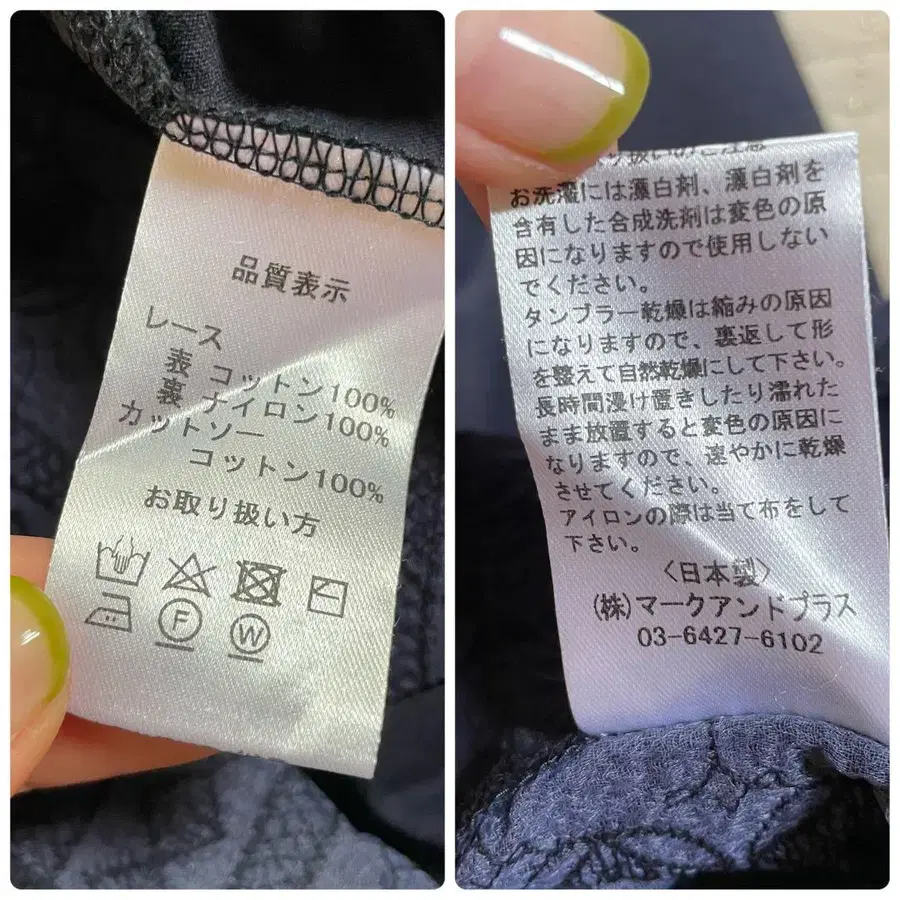 品質表示
レース
表 コットン100%
裏 ナイロン100%
カットソー
コットン100%
お取り扱い方
F
W
お洗濯には漂白剤、漂白剤を
含有した合成洗剤は変色の原
因になりますので使用しない
でください。
タンブラー乾燥は縮みの原因
になりますので、裏返して形
を整えて自然乾燥にして下さい。
長時間浸け置きしたり濡れた
まま放置すると変色の原因に
なりますので、速やかに乾燥
させてください。
アイロンの際は当て布をして
下さい。
〈日本製〉
(株)マークアンドプラス
03-6427-6102